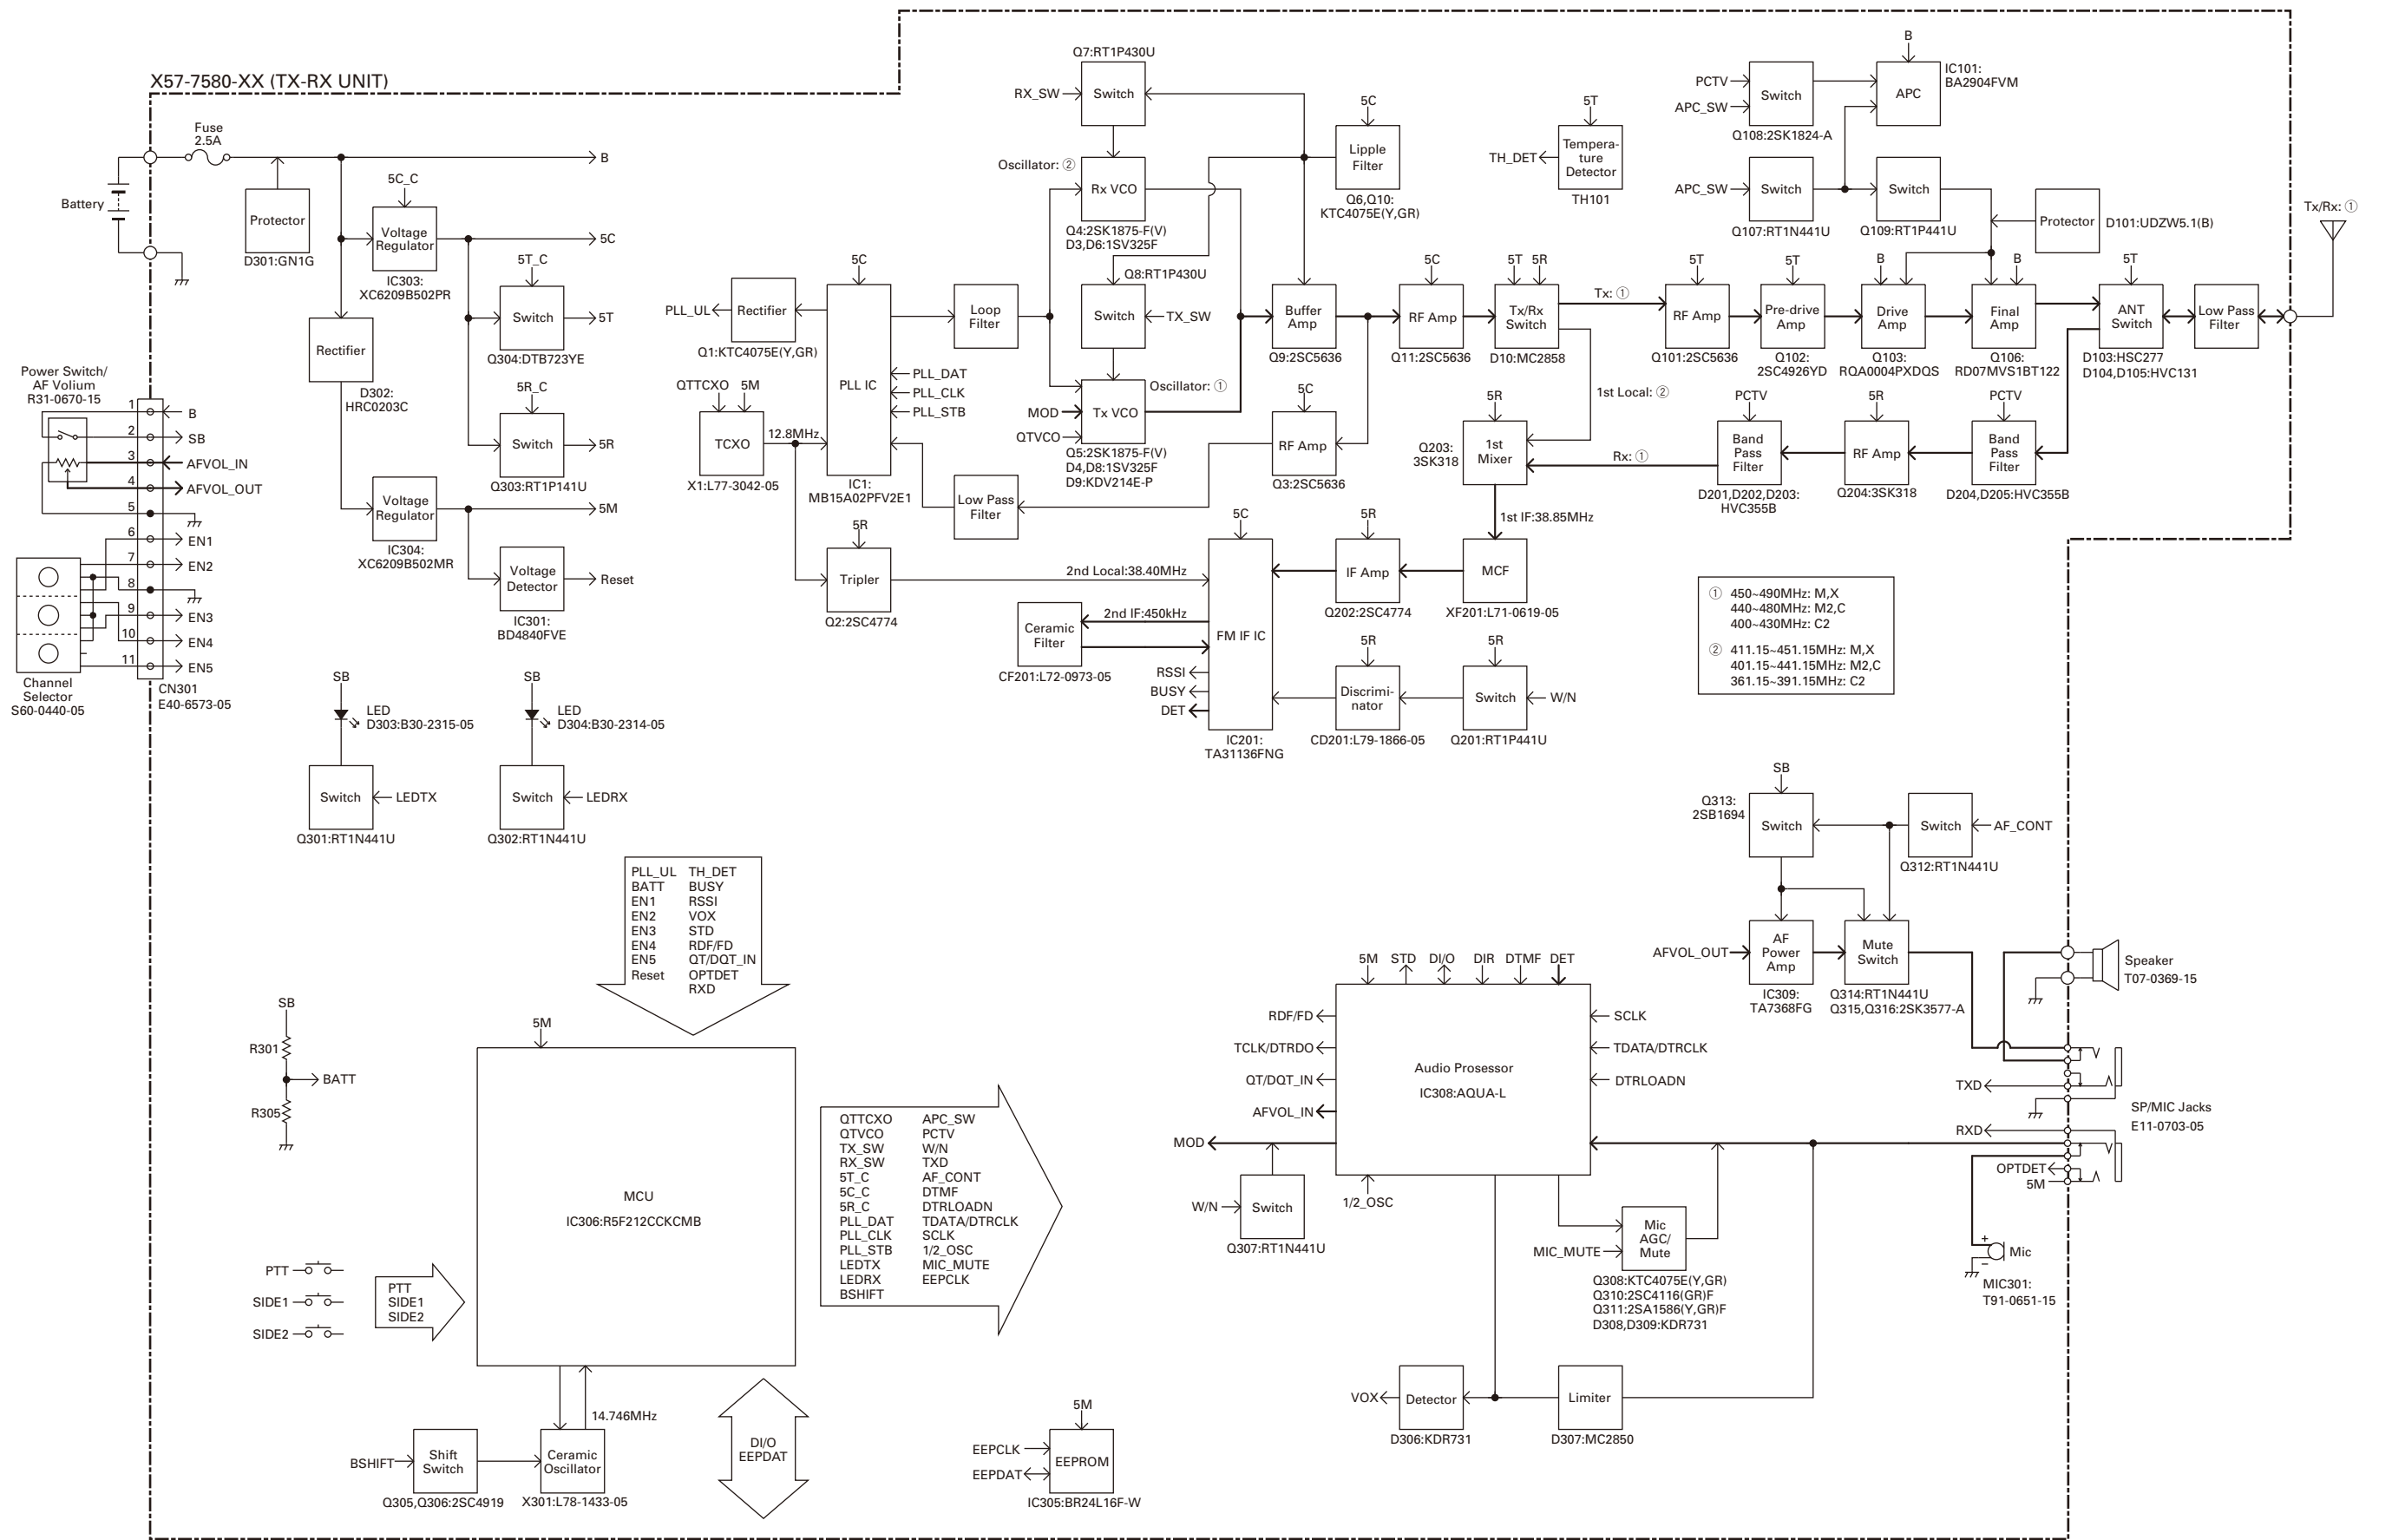 X57-7580-XX (TX-RX UNIT)
Fuse
2.5A
B
Battery
Protector
D301:GN1G
5C_C
Voltage
Regulator
IC303:
XC6209B502PR
5C
5T_C
Switch
5T
Q304:DTB723YE
Rectifier
D302:
HRC0203C
5R_C
Switch
5R
Q303:RT1P141U
Voltage
Regulator
5M
IC304:
XC6209B502MR
Voltage
Detector
Reset
IC301:
BD4840FVE
Power Switch/
AF Volium
R31-0670-15
1
B
2
SB
3
AFVOL_IN
4
AFVOL_OUT
5
6
EN1
7
EN2
8
9
EN3
10
EN4
11
EN5
Channel
Selector
S60-0440-05
CN301
E40-6573-05
SB
LED
D303:B30-2315-05
Switch
LEDTX
Q301:RT1N441U
SB
LED
D304:B30-2314-05
Switch
LEDRX
Q302:RT1N441U
Q7:RT1P430U
RX_SW
Switch
Oscillator: ②
Rx VCO
Q4:2SK1875-F(V)
D3,D6:1SV325F
5C
Lipple
Filter
Q6,Q10:
KTC4075E(Y,GR)
Q8:RT1P430U
Switch
TX_SW
Oscillator: ①
MOD
Tx VCO
QTVCO
Q5:2SK1875-F(V)
D4,D8:1SV325F
D9:KDV214E-P
PLL_UL
Rectifier
Q1:KTC4075E(Y,GR)
5C
PLL IC
PLL_DAT
PLL_CLK
PLL_STB
IC1:
MB15A02PFV2E1
QTTCXO
5M
TCXO
12.8MHz
X1:L77-3042-05
Loop
Filter
Low Pass
Filter
5R
Tripler
Q2:2SC4774
2nd Local:38.40MHz
Buffer
Amp
Q9:2SC5636
5C
RF Amp
Q3:2SC5636
5C
RF Amp
Q11:2SC5636
5T
5R
Tx/Rx
Switch
D10:MC2858
Tx: ①
1st Local: ②
5T
Tempera-
ture
Detector
TH_DET
TH101
PCTV
APC_SW
Switch
Q108:2SK1824-A
B
APC
IC101:
BA2904FVM
APC_SW
Switch
Q107:RT1N441U
Switch
Q109:RT1P441U
Protector
D101:UDZW5.1(B)
Tx/Rx: ①
5T
RF Amp
Q101:2SC5636
5T
Pre-drive
Amp
Q102:
2SC4926YD
B
Drive
Amp
Q103:
RQA0004PXDQS
B
Final
Amp
Q106:
RD07MVS1BT122
5T
ANT
Switch
D103:HSC277
D104,D105:HVC131
Low Pass
Filter
5R
1st
Mixer
Q203:
3SK318
Rx: ①
PCTV
Band
Pass
Filter
D201,D202,D203:
HVC355B
5R
RF Amp
Q204:3SK318
PCTV
Band
Pass
Filter
D204,D205:HVC355B
1st IF:38.85MHz
5C
FM IF IC
IC201:
TA31136FNG
5R
IF Amp
Q202:2SC4774
MCF
XF201:L71-0619-05
Ceramic
Filter
2nd IF:450kHz
CF201:L72-0973-05
RSSI
BUSY
DET
5R
Discrimi-
nator
CD201:L79-1866-05
5R
Switch
W/N
Q201:RT1P441U
① 450~490MHz: M,X
440~480MHz: M2,C
400~430MHz: C2
② 411.15~451.15MHz: M,X
401.15~441.15MHz: M2,C
361.15~391.15MHz: C2
SB
Q313:
2SB1694
Switch
Switch
AF_CONT
Q312:RT1N441U
AFVOL_OUT
AF
Power
Amp
IC309:
TA7368FG
Mute
Switch
Q314:RT1N441U
Q315,Q316:2SK3577-A
Speaker
T07-0369-15
TXD
SP/MIC Jacks
E11-0703-05
RXD
OPTDET
5M
+
−
Mic
MIC301:
T91-0651-15
PLL_UL TH_DET
BATT BUSY
EN1 RSSI
EN2 VOX
EN3 STD
EN4 RDF/FD
EN5 QT/DQT_IN
Reset OPTDET
RXD
SB
R301
BATT
R305
5M
MCU
IC306:R5F212CCKCMB
PTT
SIDE1
SIDE2
PTT
SIDE1
SIDE2
QTTCXO APC_SW
QTVCO PCTV
TX_SW W/N
RX_SW TXD
5T_C AF_CONT
5C_C DTMF
5R_C DTRLOADN
PLL_DAT TDATA/DTRCLK
PLL_CLK SCLK
PLL_STB 1/2_OSC
LEDTX MIC_MUTE
LEDRX EEPCLK
BSHIFT
14.746MHz
BSHIFT
Shift
Switch
Q305,Q306:2SC4919
Ceramic
Oscillator
X301:L78-1433-05
DI/O
EEPDAT
5M
EEPCLK
EEPDAT
EEPROM
IC305:BR24L16F-W
5M STD DI/O DIR DTMF DET
Audio Prosessor
IC308:AQUA-L
RDF/FD
TCLK/DTRDO
QT/DQT_IN
AFVOL_IN
MOD
SCLK
TDATA/DTRCLK
DTRLOADN
1/2_OSC
W/N
Switch
Q307:RT1N441U
Mic
AGC/
Mute
MIC_MUTE
Q308:KTC4075E(Y,GR)
Q310:2SC4116(GR)F
Q311:2SA1586(Y,GR)F
D308,D309:KDR731
VOX
Detector
D306:KDR731
Limiter
D307:MC2850